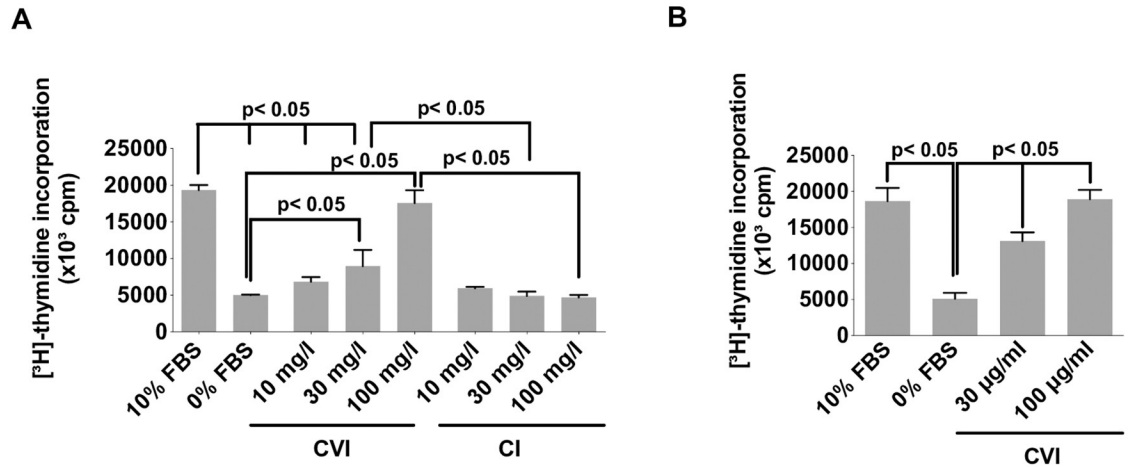 A
[³H]-thymidine incorporation
(x10³ cpm)
p< 0.05
p< 0.05
p< 0.05
p< 0.05
p< 0.05
25000
20000
15000
10000
5000
0
10% FBS
0% FBS
10 mg/l
30 mg/l
100 mg/l
10 mg/l
30 mg/l
100 mg/l
CVI
CI
B
[³H]-thymidine incorporation
(x10³ cpm)
p< 0.05
p< 0.05
25000
20000
15000
10000
5000
0
10% FBS
0% FBS
30 µg/ml
100 µg/ml
CVI